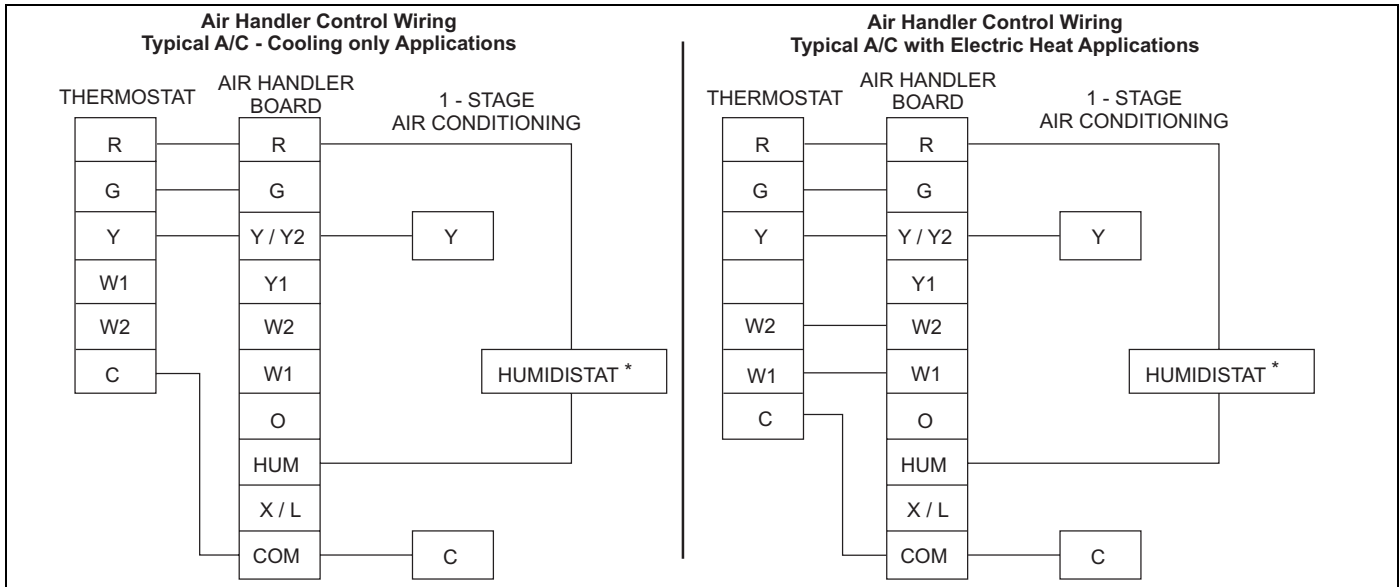 Air Handler Control Wiring
Typical A/C - Cooling only Applications
THERMOSTAT
AIR HANDLER
BOARD
1 - STAGE
AIR CONDITIONING
R
R
G
G
Y
Y / Y2
Y
W1
Y1
W2
W2
C
W1
HUMIDISTAT *
O
HUM
X / L
COM
C
Air Handler Control Wiring
Typical A/C with Electric Heat Applications
THERMOSTAT
AIR HANDLER
BOARD
1 - STAGE
AIR CONDITIONING
R
R
G
G
Y
Y / Y2
Y
Y1
W2
W2
W1
W1
HUMIDISTAT *
C
O
HUM
X / L
COM
C